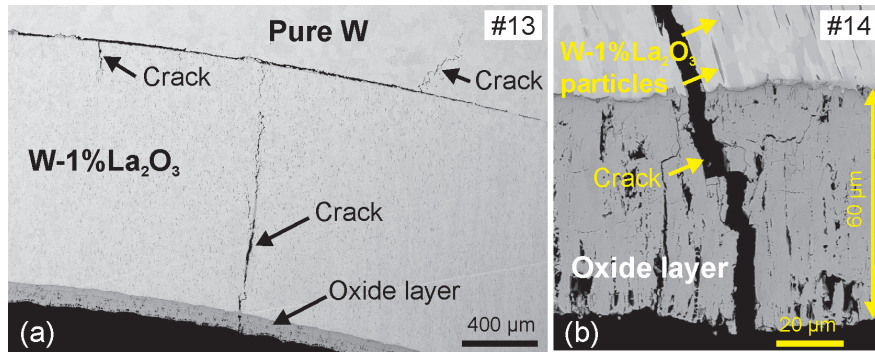 Pure W
#13
Crack
Crack
W-1%La₂O₃
Crack
Oxide layer
(a)
400 µm
#14
W-1%La₂O₃
particles
Crack
60 µm
Oxide layer
(b)
20 µm